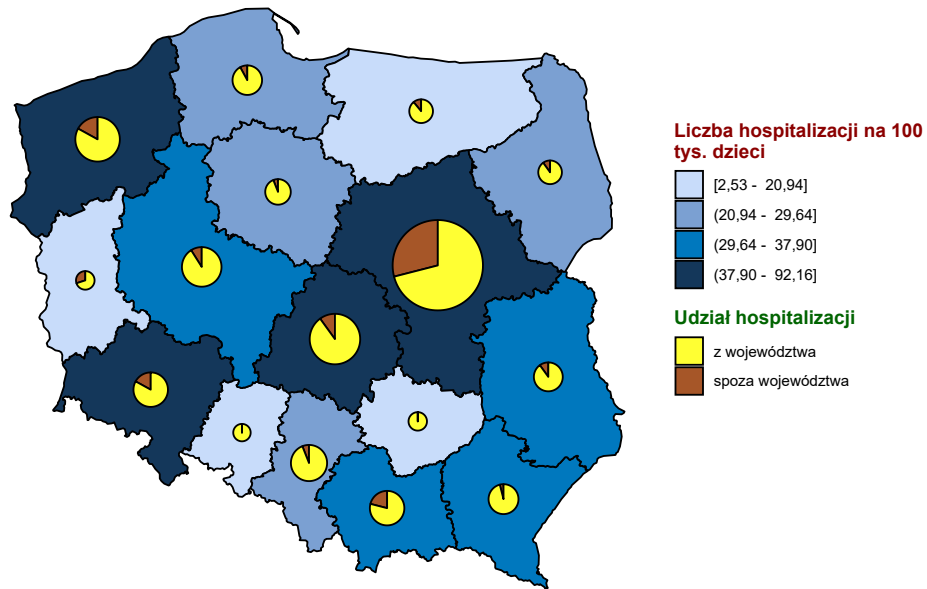 Liczba hospitalizacji na 100
tys. dzieci
[2,53 - 20,94]
(20,94 - 29,64]
(29,64 - 37,90]
(37,90 - 92,16]
Udział hospitalizacji
z województwa
spoza województwa